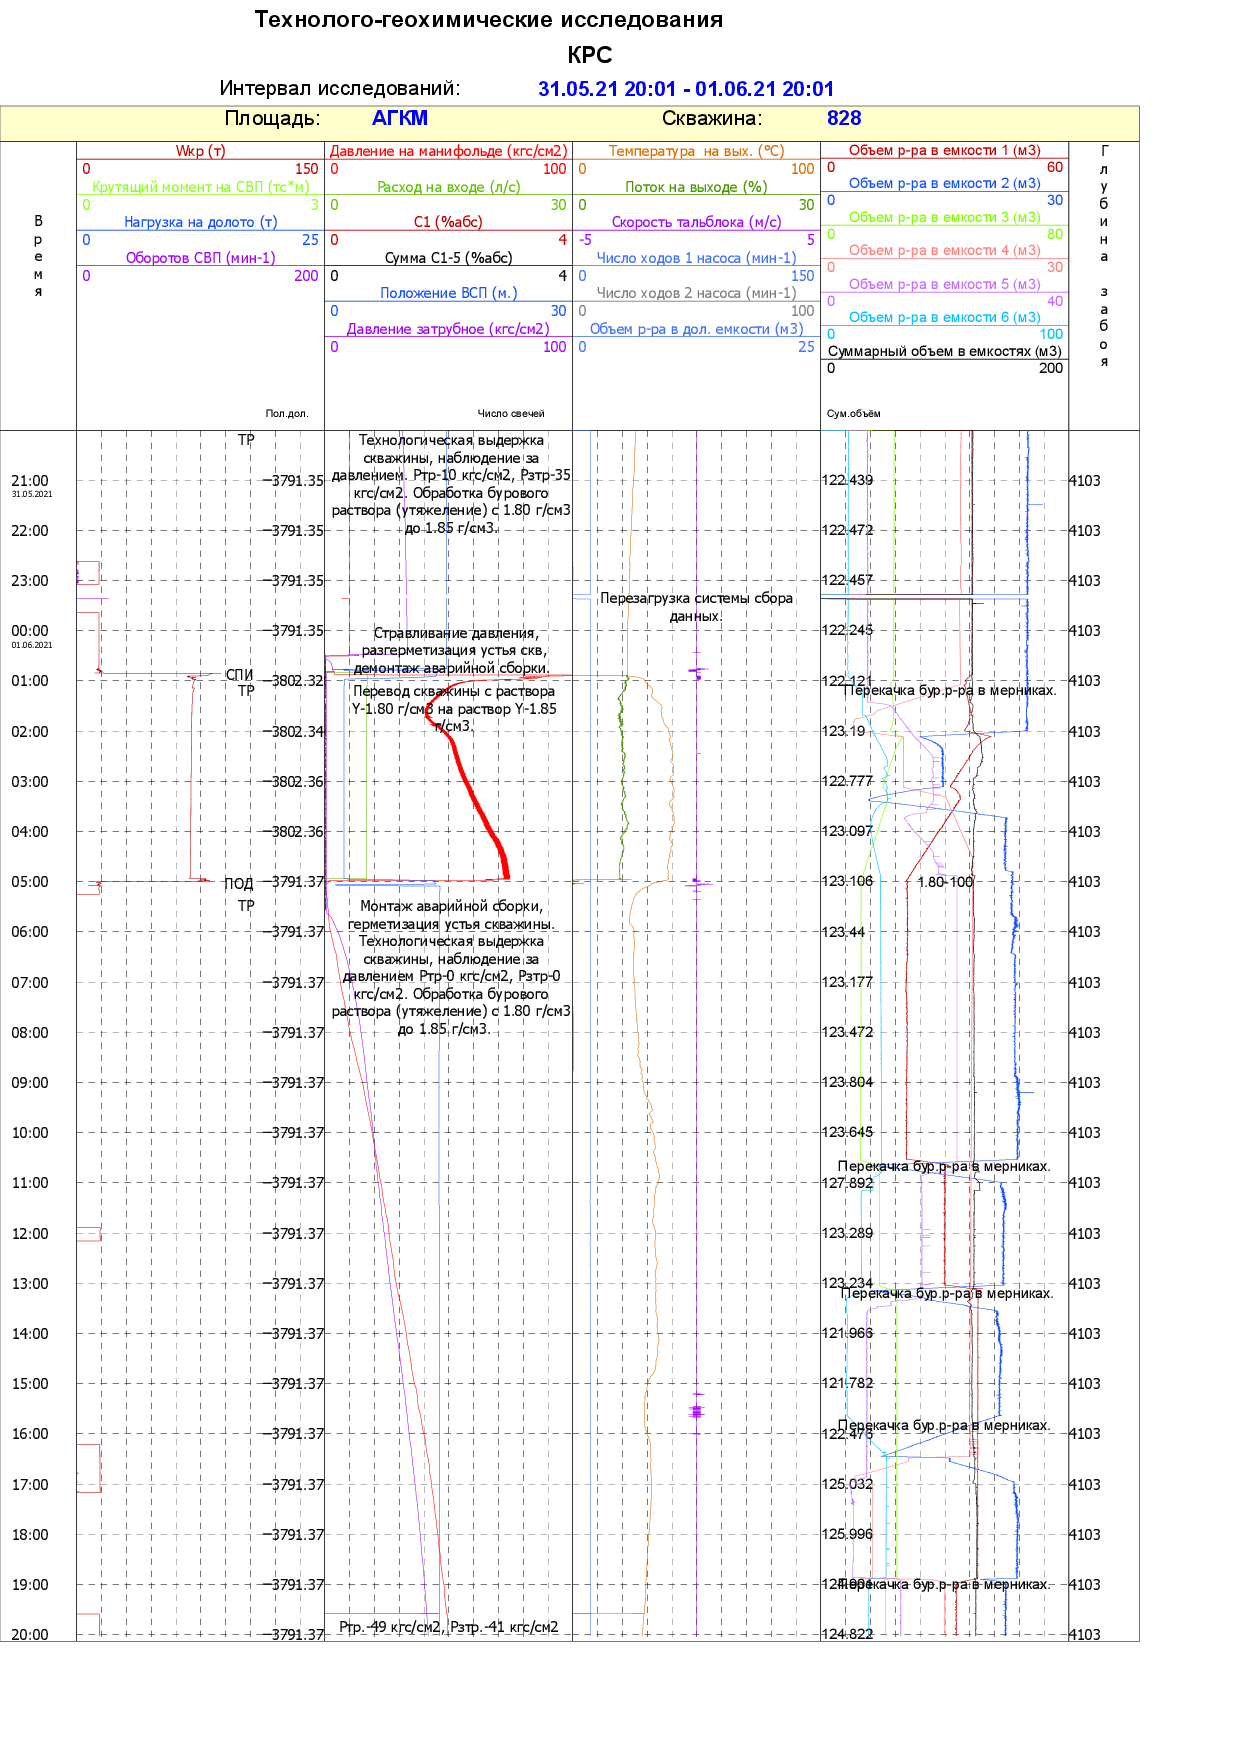 Технолого-геохимические исследования
КРС
Интервал исследований: 31.05.21 20:01 - 01.06.21 20:01
Площадь: АГКМ Скважина: 828
Время
Wкр (т)
0 150
Крутящий момент на СВП (тс*м)
0 3
Нагрузка на долото (т)
0 25
Оборотов СВП (мин-1)
0 200
Пол.дол.
Давление на манифольде (кгс/см2)
0 100
Расход на входе (л/с)
0 30
C1 (%абс)
0 4
Сумма C1-5 (%абс)
0 4
Положение ВСП (м.)
0 30
Давление затрубное (кгс/см2)
0 100
Число свечей
Температура на вых. (°C)
0 100
Поток на выходе (%)
0 30
Скорость тальблока (м/с)
-5 5
Число ходов 1 насоса (мин-1)
0 150
Число ходов 2 насоса (мин-1)
0 100
Объем р-ра в дол. емкости (м3)
0 25
Объем р-ра в емкости 1 (м3)
0 60
Объем р-ра в емкости 2 (м3)
0 30
Объем р-ра в емкости 3 (м3)
0 80
Объем р-ра в емкости 4 (м3)
0 30
Объем р-ра в емкости 5 (м3)
0 40
Объем р-ра в емкости 6 (м3)
0 100
Суммарный объем в емкостях (м3)
0 200
Сум.объём
Глубина забоя
ТР
Технологическая выдержка
скважины, наблюдение за
давлением. Ртр-10 кгс/см2, Рзтр-35
кгс/см2. Обработка бурового
раствора (утяжеление) с 1.80 г/см3
до 1.85 г/см3.
21:00 3791.35 122.439 4103
31.05.2021
22:00 3791.35 122.472 4103
23:00 3791.35 122.457 4103
Перезагрузка системы сбора
данных.
00:00 3791.35 122.245 4103
01.06.2021
Стравливание давления,
разгерметизация устья скв,
демонтаж аварийной сборки.
СПИ
01:00 3802.32 122.121 4103
ТР
Перевод скважины с раствора
Y-1.80 г/см3 на раствор Y-1.85
г/см3.
Перекачка бур.р-ра в мерниках.
02:00 3802.34 123.19 4103
03:00 3802.36 122.777 4103
04:00 3802.36 123.097 4103
05:00 3791.37 123.106 4103
ПОД
1.80-100
ТР
Монтаж аварийной сборки,
герметизация устья скважины.
Технологическая выдержка
скважины, наблюдение за
давлением Ртр-0 кгс/см2, Рзтр-0
кгс/см2. Обработка бурового
раствора (утяжеление) с 1.80 г/см3
до 1.85 г/см3.
06:00 3791.37 123.44 4103
07:00 3791.37 123.177 4103
08:00 3791.37 123.472 4103
09:00 3791.37 123.804 4103
10:00 3791.37 123.645 4103
Перекачка бур.р-ра в мерниках.
11:00 3791.37 127.892 4103
12:00 3791.37 123.289 4103
13:00 3791.37 123.234 4103
Перекачка бур.р-ра в мерниках.
14:00 3791.37 121.966 4103
15:00 3791.37 121.782 4103
Перекачка бур.р-ра в мерниках.
16:00 3791.37 122.476 4103
17:00 3791.37 125.032 4103
18:00 3791.37 125.996 4103
19:00 3791.37 4103
Перекачка бур.р-ра в мерниках.
Ртр.-49 кгс/см2, Рзтр.-41 кгс/см2
20:00 3791.37 124.822 4103